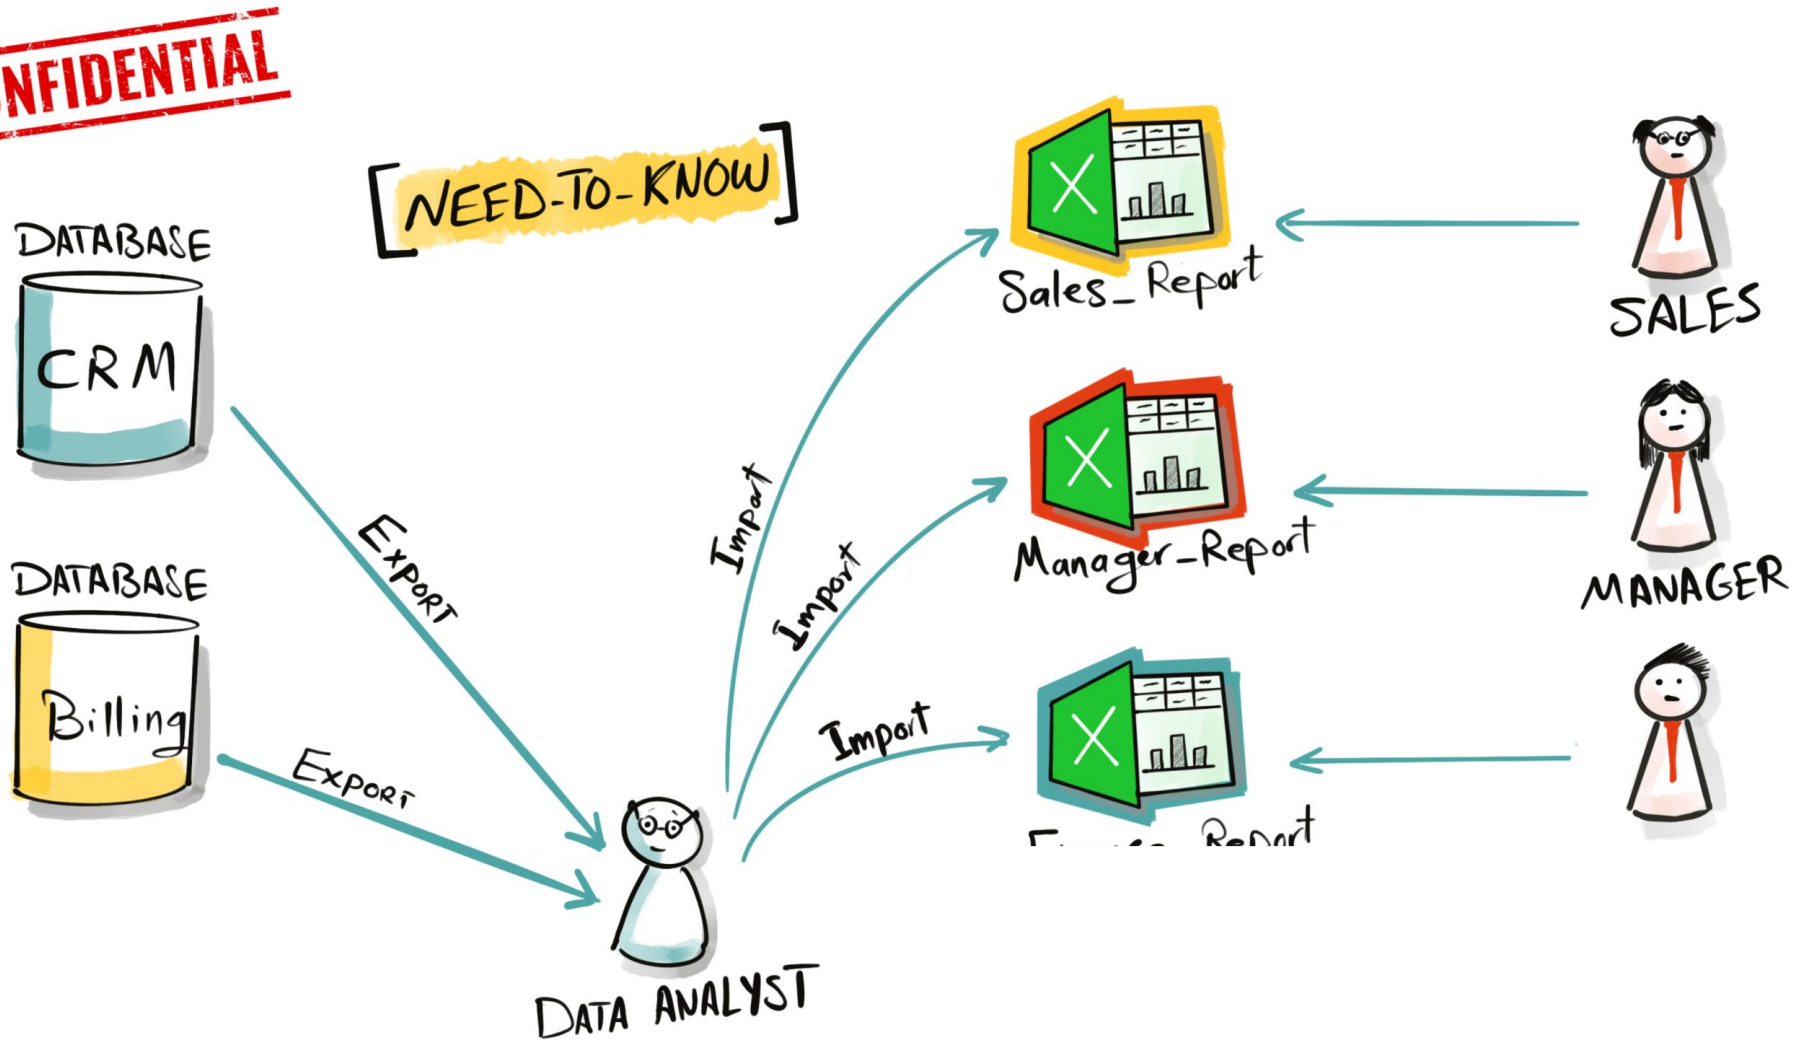 NFIDENTIAL
[NEED-TO-KNOW]
DATABASE
CRM
DATABASE
Billing
EXPORT
EXPORT
DATA ANALYST
Import
Import
Import
X
Sales_Report
X
Manager_Report
X
Report
SALES
MANAGER